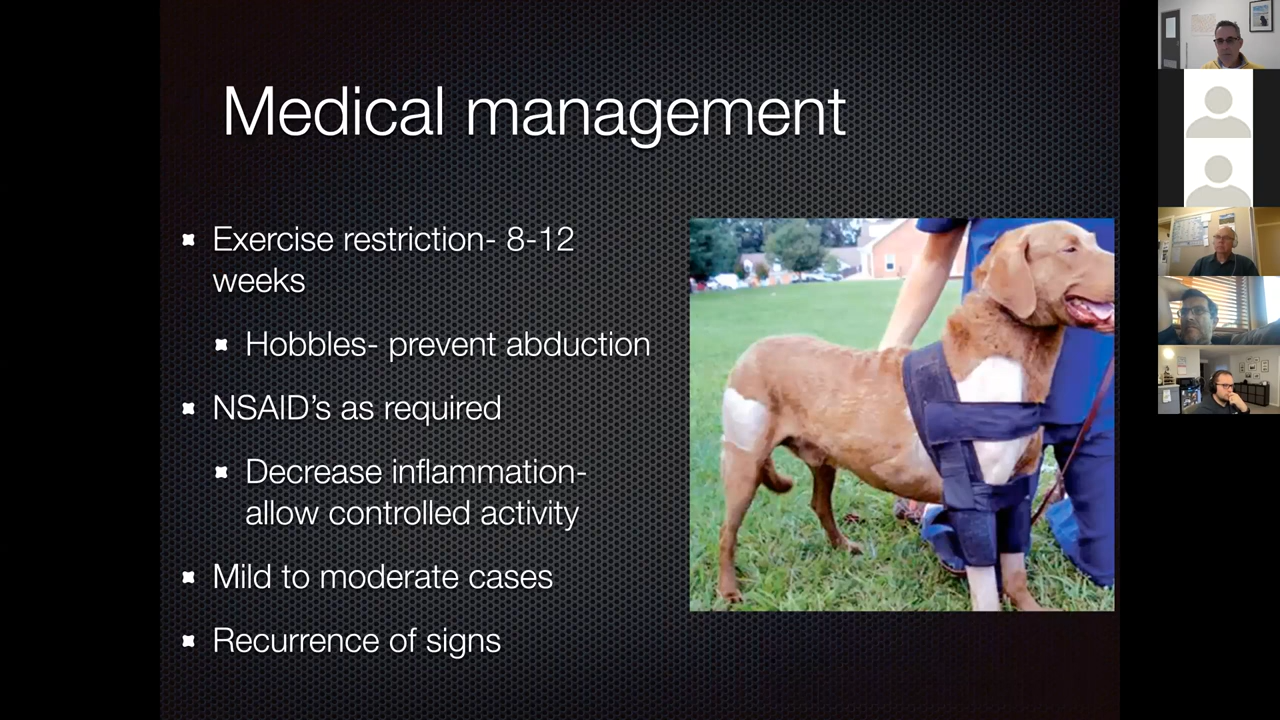 Medical management
Exercise restriction- 8-12
weeks
Hobbles- prevent abduction
NSAID's as required
Decrease inflammation-
allow controlled activity
Mild to moderate cases
Recurrence of signs